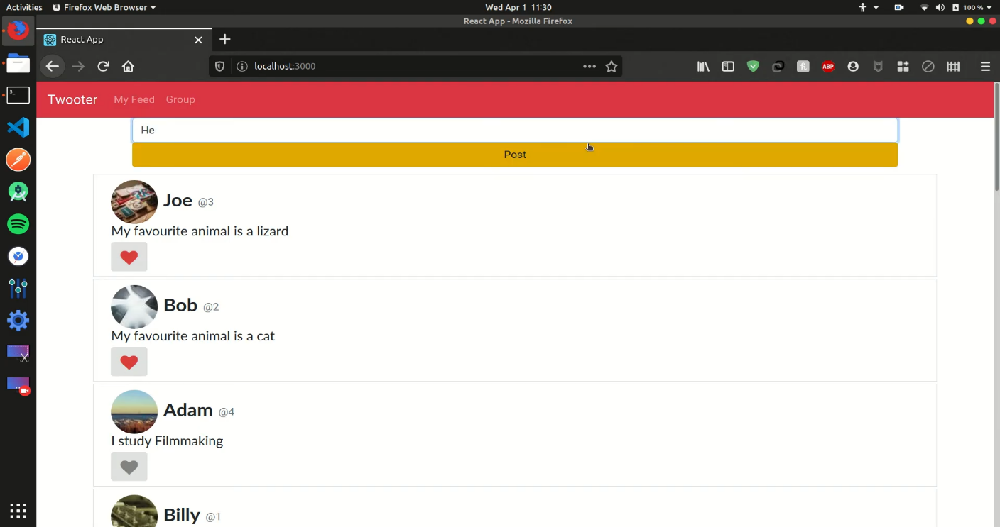 Activities Firefox Web Browser Wed Apr 1 11:30 100 %
React App - Mozilla Firefox
React App
localhost:3000 ABP
Twooter My Feed Group
He
Post
Joe @3
My favourite animal is a lizard
Bob @2
My favourite animal is a cat
Adam @4
I study Filmmaking
Billy @1